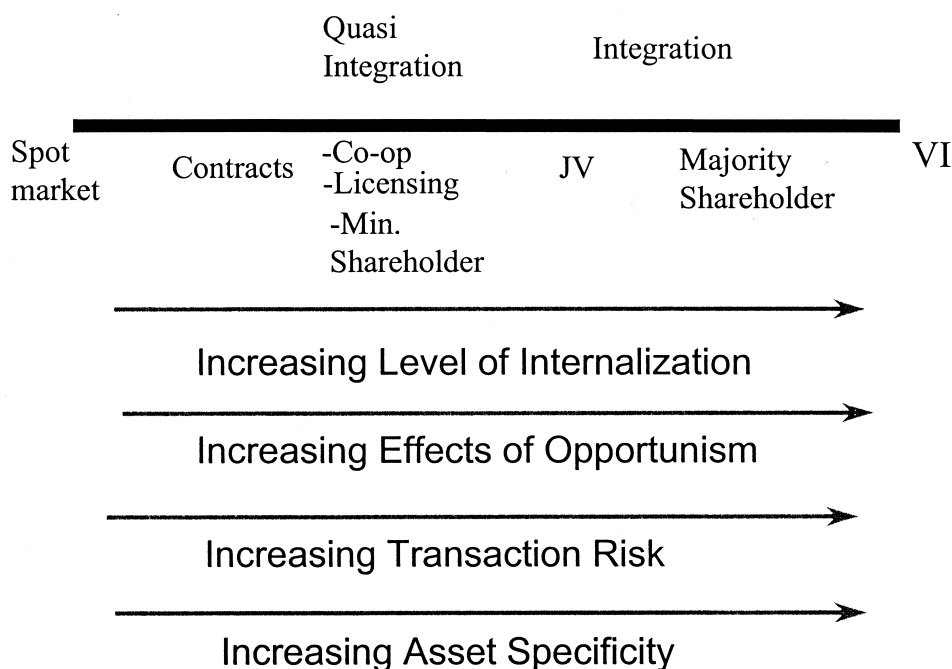 Quasi
Integration
Integration
Spot
market
Contracts
-Co-op
-Licensing
-Min.
Shareholder
JV
Majority
Shareholder
VI
Increasing Level of Internalization
Increasing Effects of Opportunism
Increasing Transaction Risk
Increasing Asset Specificity